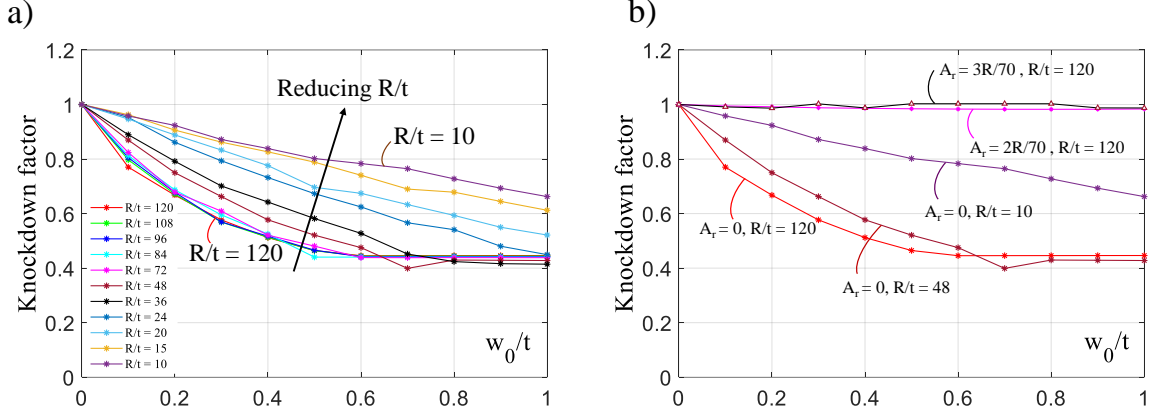 a)
Knockdown factor
1.2
1
0.8
0.6
0.4
0.2
0
Reducing R/t
R/t = 10
R/t = 120
R/t = 120
R/t = 108
R/t = 96
R/t = 84
R/t = 72
R/t = 48
R/t = 36
R/t = 24
R/t = 20
R/t = 15
R/t = 10
w₀/t
0 0.2 0.4 0.6 0.8 1
b)
Knockdown factor
1.2
1
0.8
0.6
0.4
0.2
0
Aᵣ = 3R/70 , R/t = 120
Aᵣ = 2R/70 , R/t = 120
Aᵣ = 0, R/t = 10
Aᵣ = 0, R/t = 120
Aᵣ = 0, R/t = 48
w₀/t
0 0.2 0.4 0.6 0.8 1